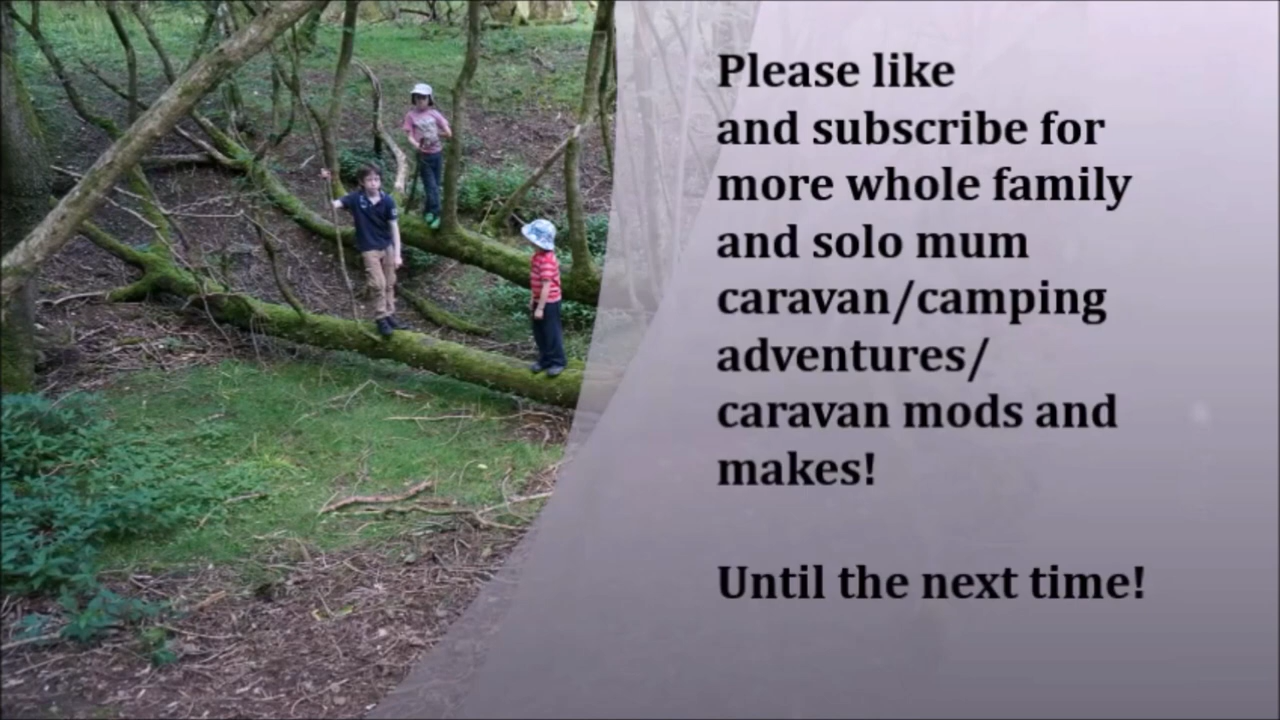 Please like
and subscribe for
more whole family
and solo mum
caravan/camping
adventures/
caravan mods and
makes!
Until the next time!